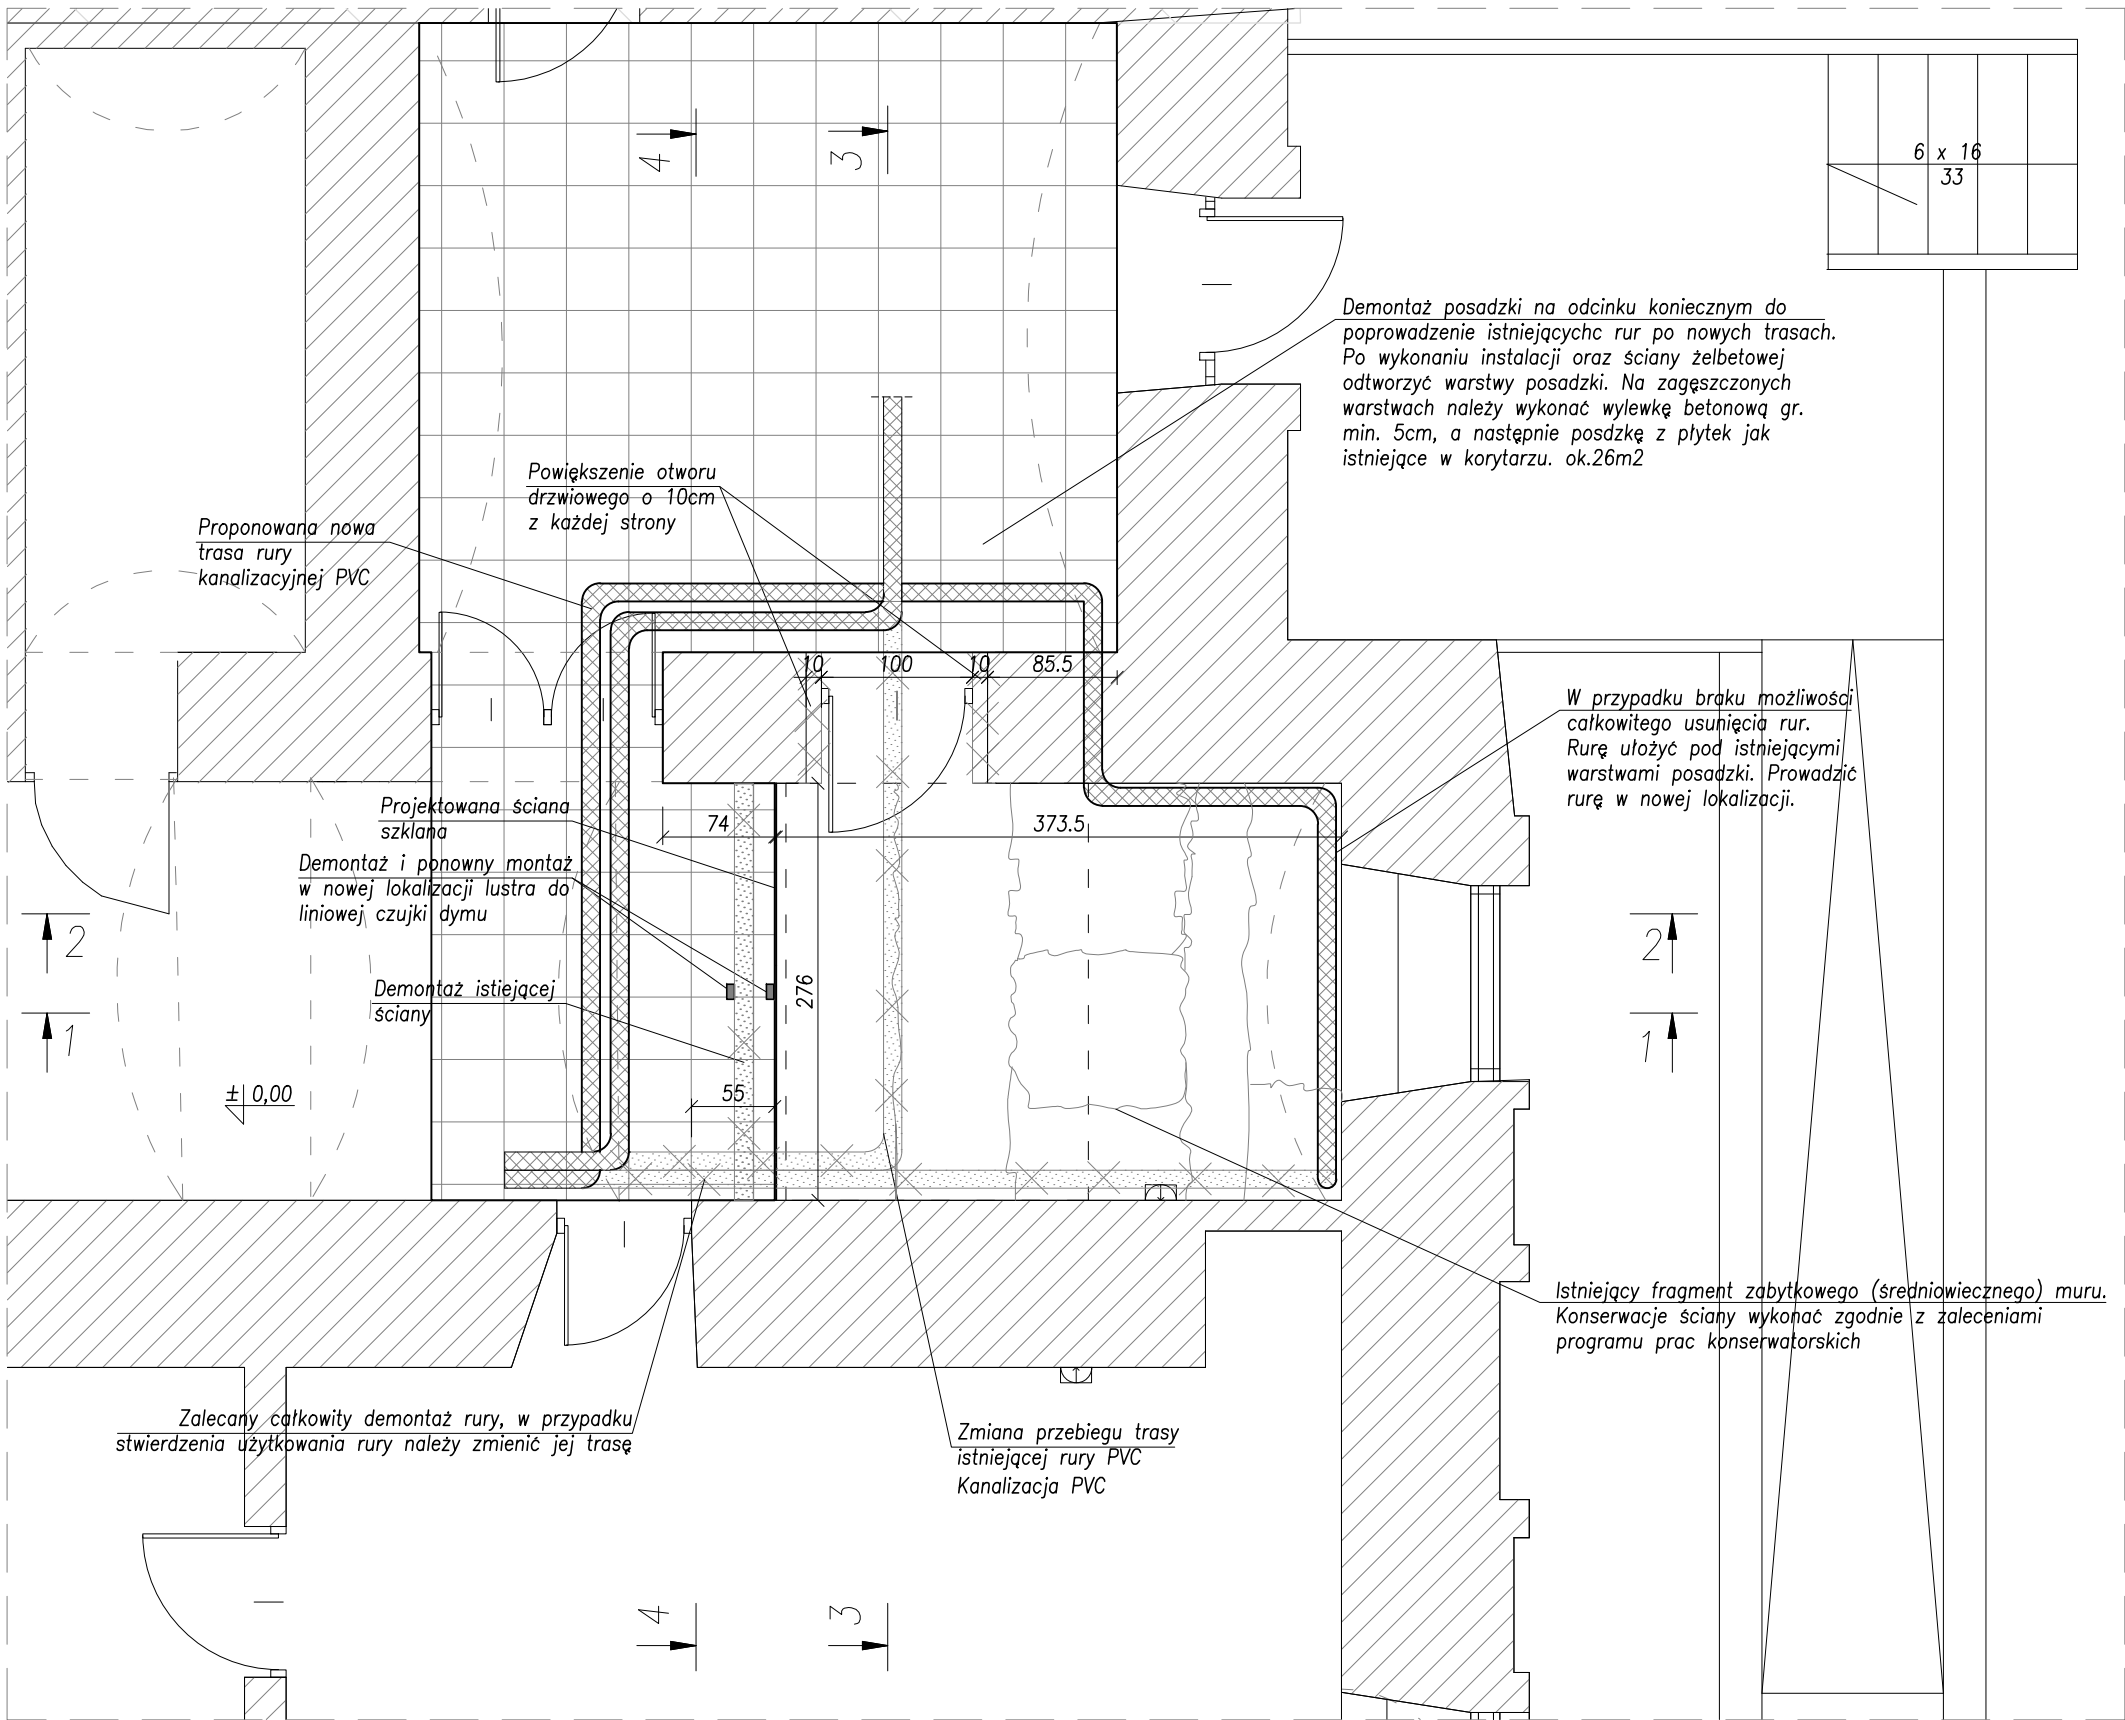 4
3
6 x 16
33
Demontaż posadzki na odcinku koniecznym do
poprowadzenie istniejącychc rur po nowych trasach.
Po wykonaniu instalacji oraz ściany żelbetowej
odtworzyć warstwy posadzki. Na zagęszczonych
warstwach należy wykonać wylewkę betonową gr.
min. 5cm, a następnie posdzkę z płytek jak
istniejące w korytarzu. ok.26m2
Powiększenie otworu
drzwiowego o 10cm
z każdej strony
Proponowana nowa
trasa rury
kanalizacyjnej PVC
10
100
10
85.5
W przypadku braku możliwości
całkowitego usunięcia rur.
Rurę ułożyć pod istniejącymi
warstwami posadzki. Prowadzić
rurę w nowej lokalizacji.
Projektowana ściana
szklana
74
373.5
Demontaż i ponowny montaż
w nowej lokalizacji lustra do
liniowej czujki dymu
2
2
Demontaż istiejącej
ściany
276
1
1
± 0,00
55
Istniejący fragment zabytkowego (średniowiecznego) muru.
Konserwacje ściany wykonać zgodnie z zaleceniami
programu prac konserwatorskich
Zalecany całkowity demontaż rury, w przypadku
stwierdzenia użytkowania rury należy zmienić jej trasę
Zmiana przebiegu trasy
istniejącej rury PVC
Kanalizacja PVC
4
3